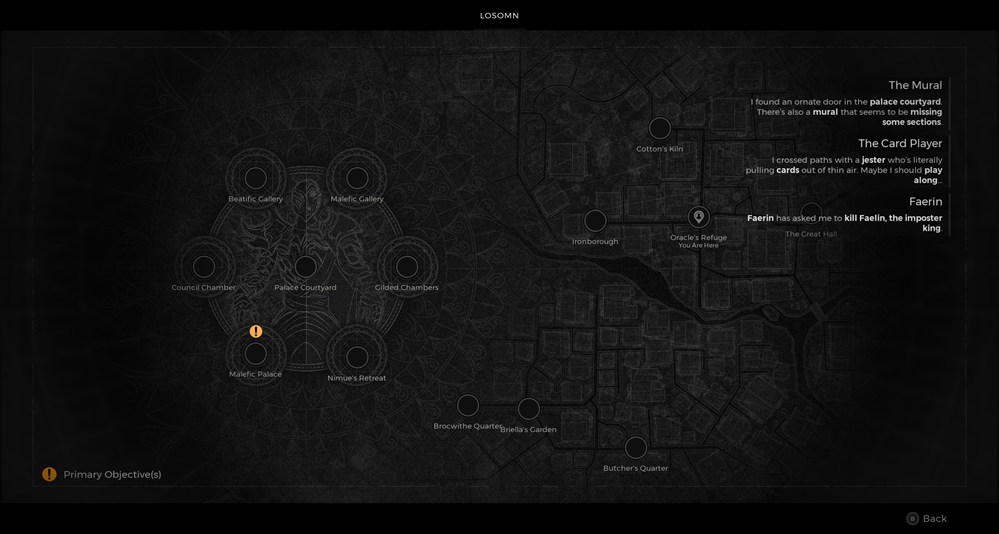 LOSOMN
The Mural
I found an ornate door in the palace courtyard.
There's also a mural that seems to be missing
some sections.
The Card Player
I crossed paths with a jester who's literally
pulling cards out of thin air. Maybe I should play
along...
Faerin
Faerin has asked me to kill Faelin, the imposter
king.
Cotton's Kiln
Beatific Gallery
Malefic Gallery
Ironborough
Oracle's Refuge
You Are Here
The Great Hall
Council Chamber
Palace Courtyard
Gilded Chambers
!
Malefic Palace
Nimue's Retreat
Brocwithe Quarter
Briella's Garden
Butcher's Quarter
! Primary Objective(s)
B Back